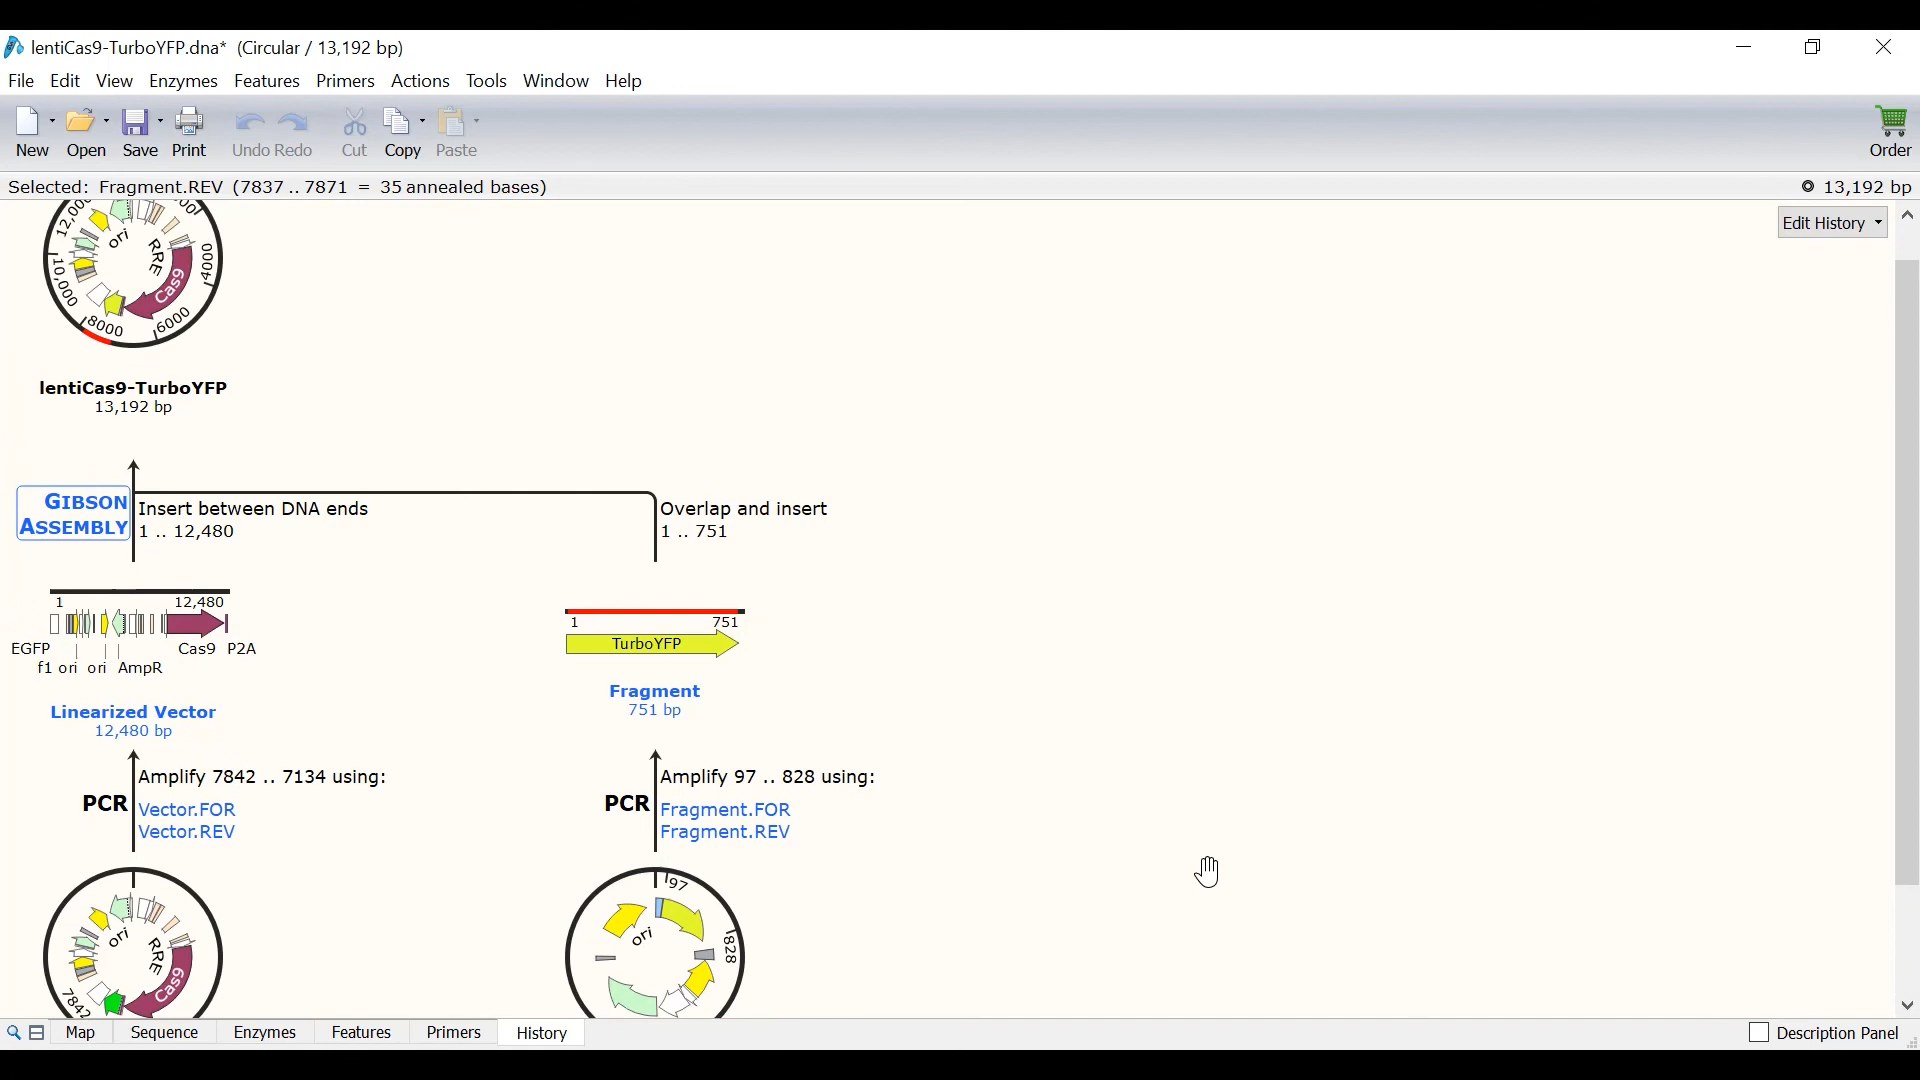 lentiCas9-TurboYFP.dna* (Circular / 13,192 bp)
File Edit View Enzymes Features Primers Actions Tools Window Help
New Open Save Print Undo Redo Cut Copy Paste Order
Selected: Fragment.REV (7837 .. 7871 = 35 annealed bases) 13,192 bp
Edit History
12,000
4000
10,000
6000
8000
ori
RRE
Cas9
lentiCas9-TurboYFP
13,192 bp
GIBSON
ASSEMBLY
Insert between DNA ends
1 .. 12,480
Overlap and insert
1 .. 751
1 12,480
EGFP Cas9 P2A
f1 ori ori AmpR
Linearized Vector
12,480 bp
1 751
TurboYFP
Fragment
751 bp
PCR
Amplify 7842 .. 7134 using:
Vector.FOR
Vector.REV
PCR
Amplify 97 .. 828 using:
Fragment.FOR
Fragment.REV
ori
RRE
Cas9
7842
97
ori
828
Map Sequence Enzymes Features Primers History Description Panel